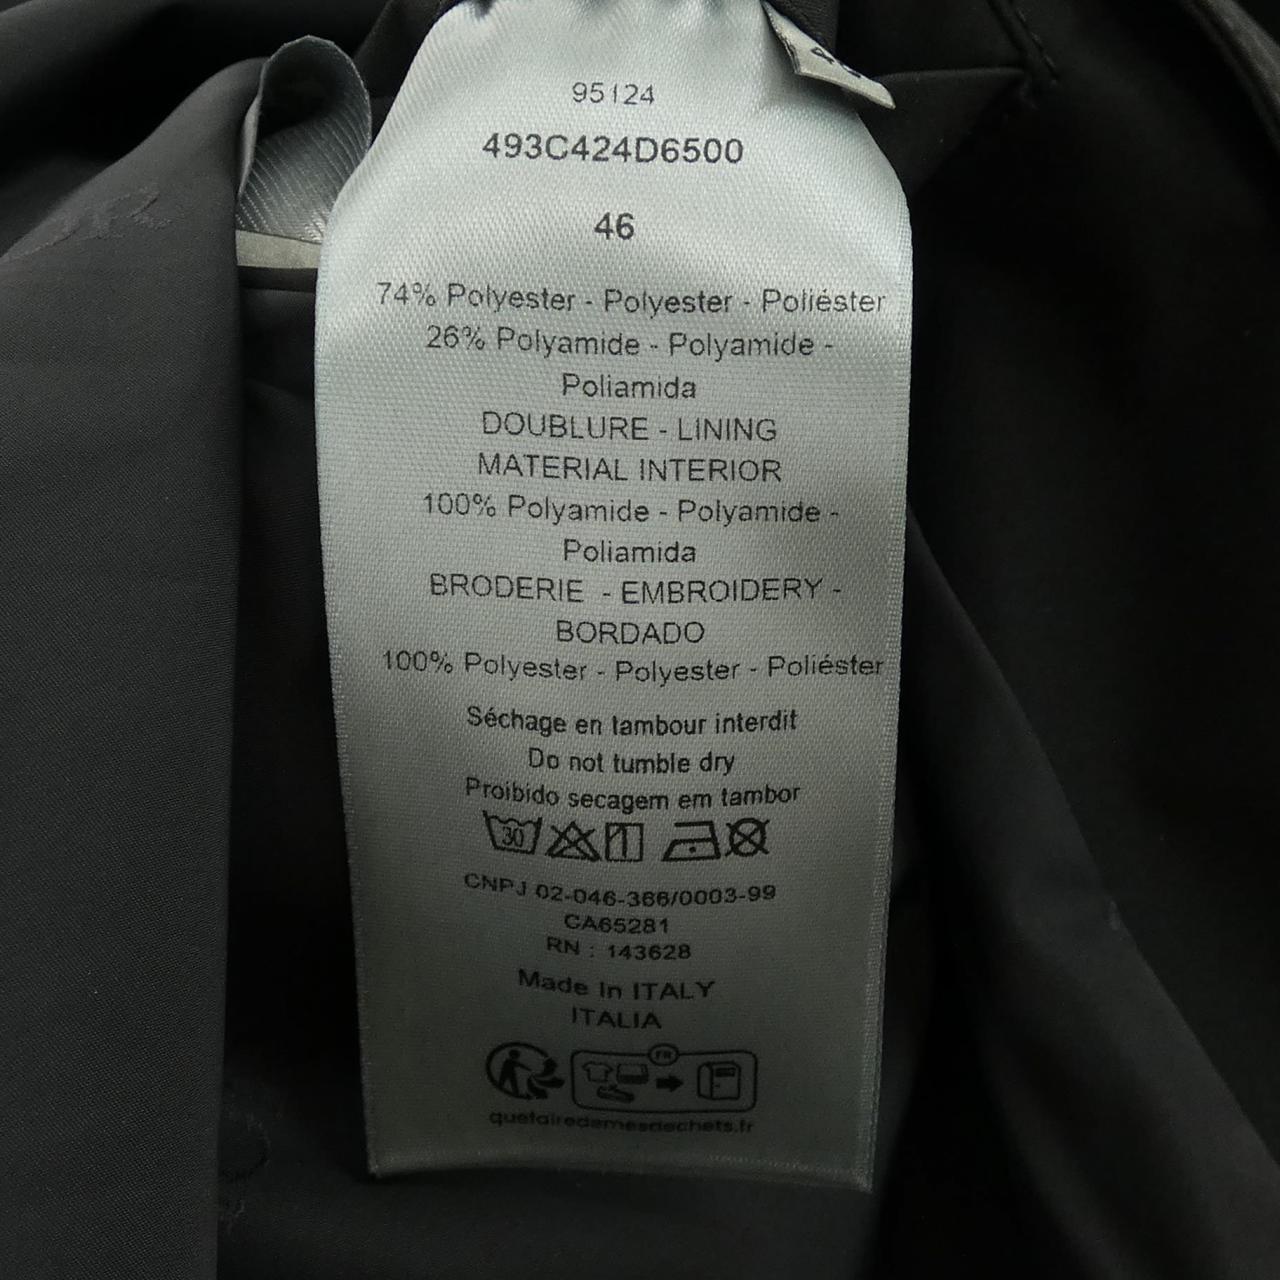 95124
493C424D6500
46
74% Polyester - Polyester - Poliéster
26% Polyamide - Polyamide -
Poliamida
DOUBLURE - LINING
MATERIAL INTERIOR
100% Polyamide - Polyamide -
Poliamida
BRODERIE - EMBROIDERY -
BORDADO
100% Polyester - Polyester - Poliéster
Séchage en tambour interdit
Do not tumble dry
Proibido secagem em tambor
30
CNPJ 02-046-366/0003-99
CA65281
RN : 143628
Made In ITALY
ITALIA
FR
quefairedemesdechets.fr